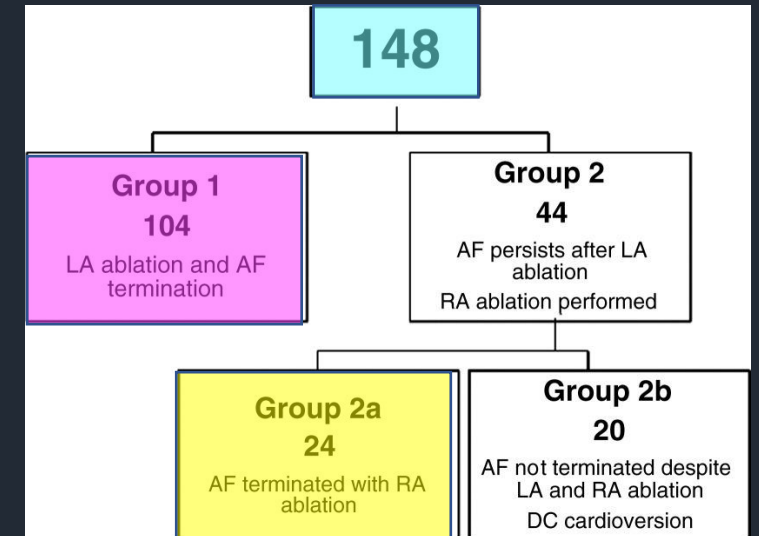 148
Group 1
104
LA ablation and AF
termination
Group 2
44
AF persists after LA
ablation
RA ablation performed
Group 2a
24
AF terminated with RA
ablation
Group 2b
20
AF not terminated despite
LA and RA ablation
DC cardioversion